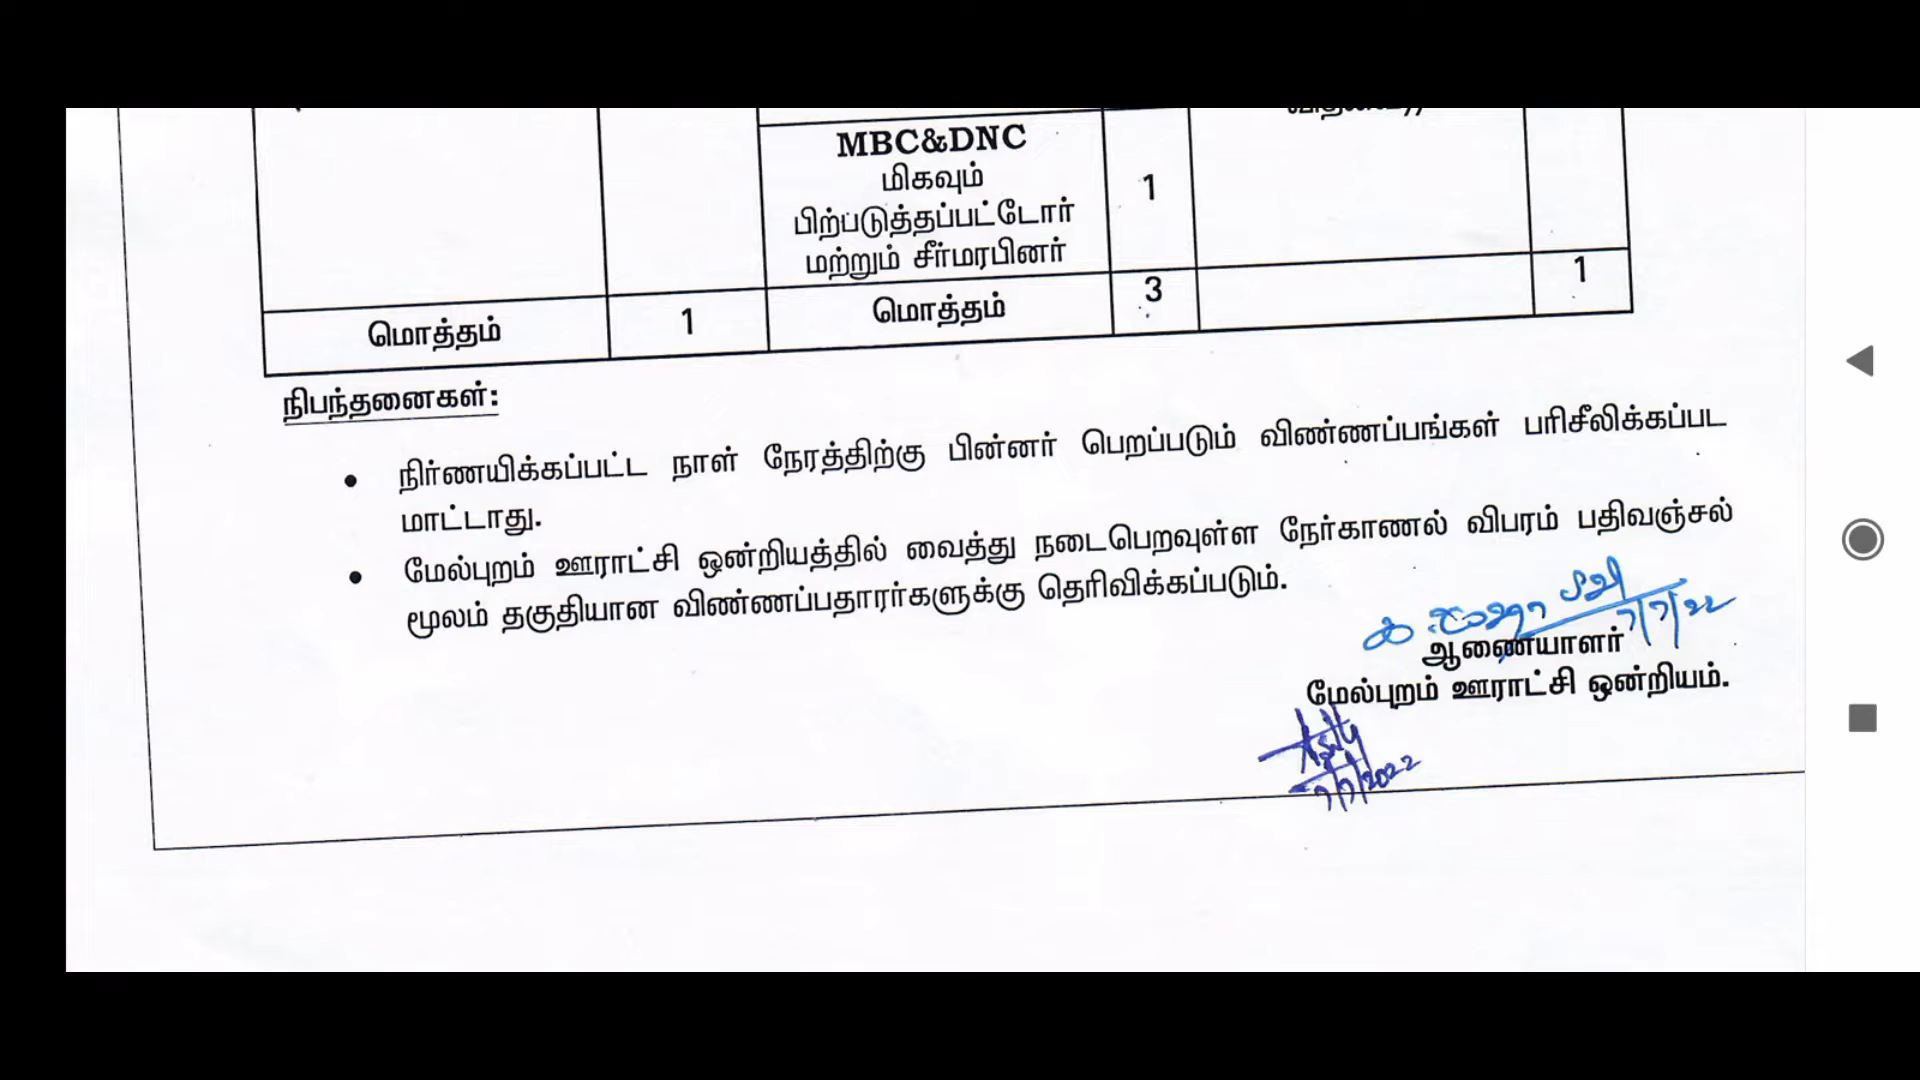 MBC&DNC
மிகவும்
பிற்படுத்தப்பட்டோர்
மற்றும் சீர்மரபினர்
1
மொத்தம் 1 மொத்தம் 3 1
நிபந்தனைகள்:
• நிர்ணயிக்கப்பட்ட நாள் நேரத்திற்கு பின்னர் பெறப்படும் விண்ணப்பங்கள் பரிசீலிக்கப்பட
மாட்டாது.
• மேல்புறம் ஊராட்சி ஒன்றியத்தில் வைத்து நடைபெறவுள்ள நேர்காணல் விபரம் பதிவஞ்சல்
மூலம் தகுதியான விண்ணப்பதாரர்களுக்கு தெரிவிக்கப்படும்.
7/7/22
ஆணையாளர்
மேல்புறம் ஊராட்சி ஒன்றியம்.
7/7/2022